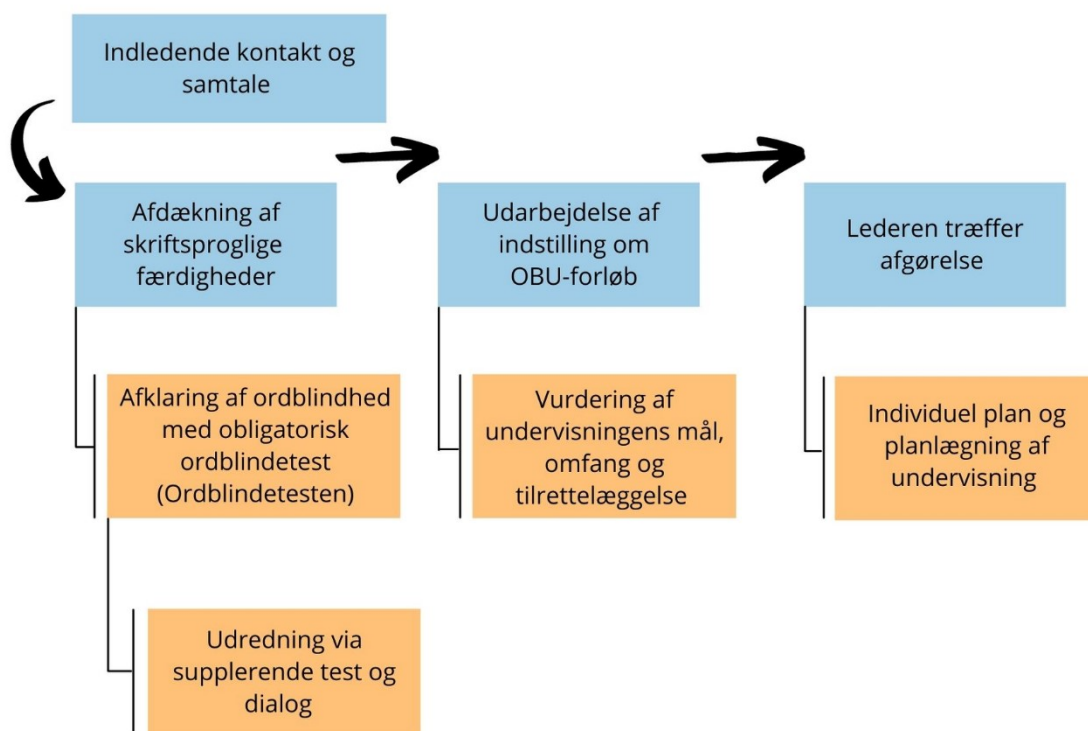 Indledende kontakt og
samtale
Afdækning af
skriftsproglige
færdigheder
Udarbejdelse af
indstilling om
OBU-forløb
Lederen træffer
afgørelse
Afklaring af ordblindhed
med obligatorisk
ordblindetest
(Ordblindetesten)
Vurdering af
undervisningens mål,
omfang og
tilrettelæggelse
Individuel plan og
planlægning af
undervisning
Udredning via
supplerende test og
dialog